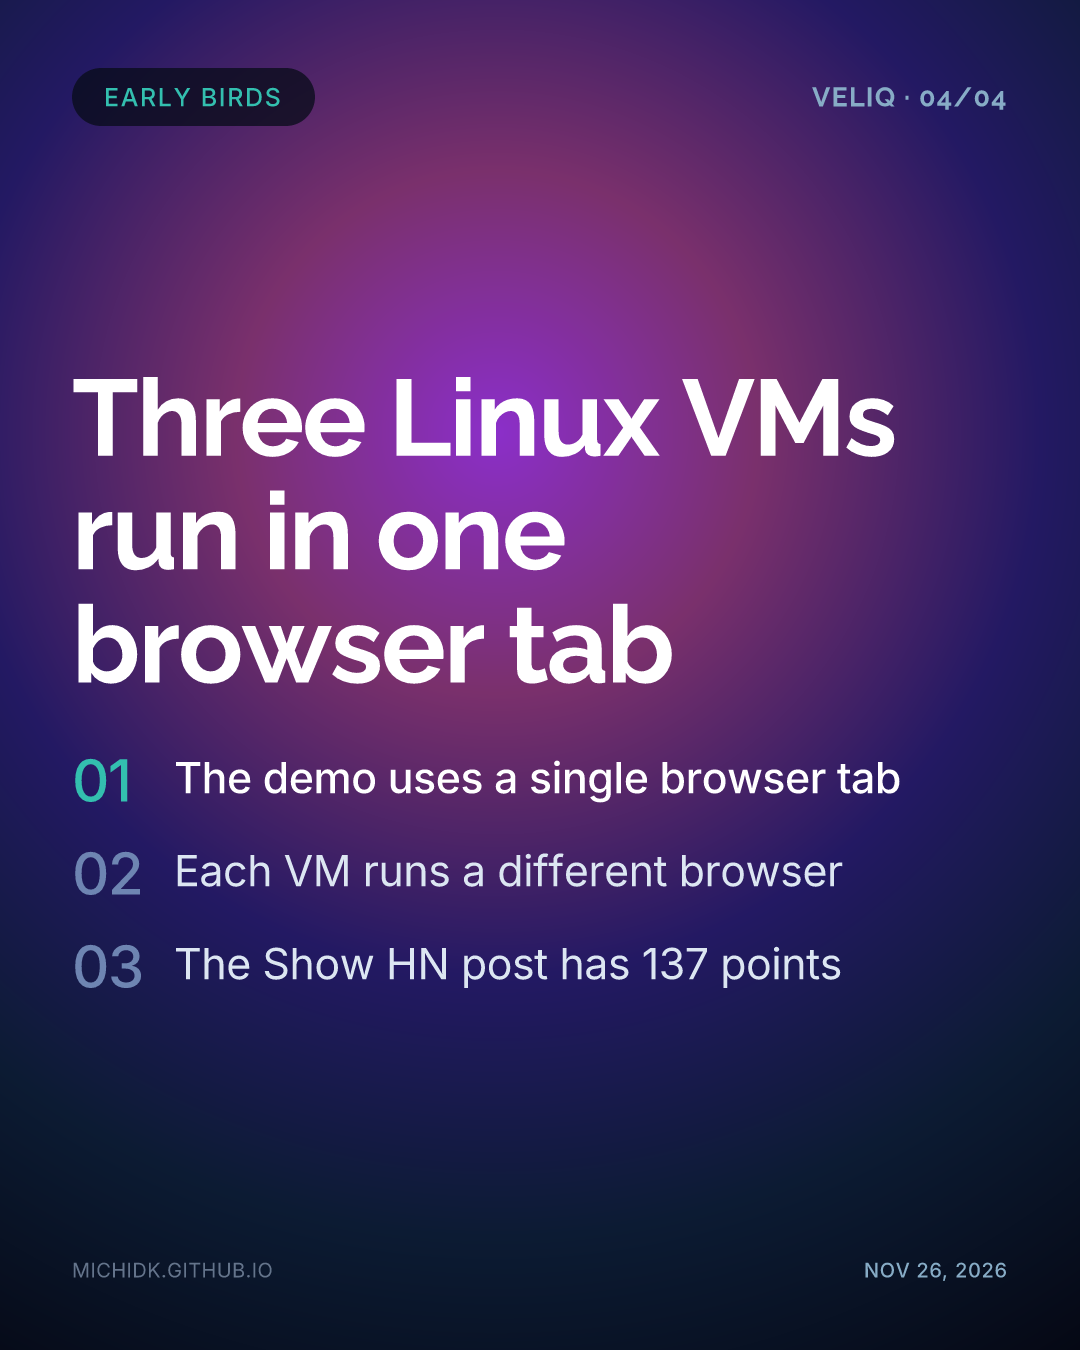 EARLY BIRDS
VELIQ · 04/04
Three Linux VMs
run in one
browser tab
01 The demo uses a single browser tab
02 Each VM runs a different browser
03 The Show HN post has 137 points
MICHIDK.GITHUB.IO
NOV 26, 2026